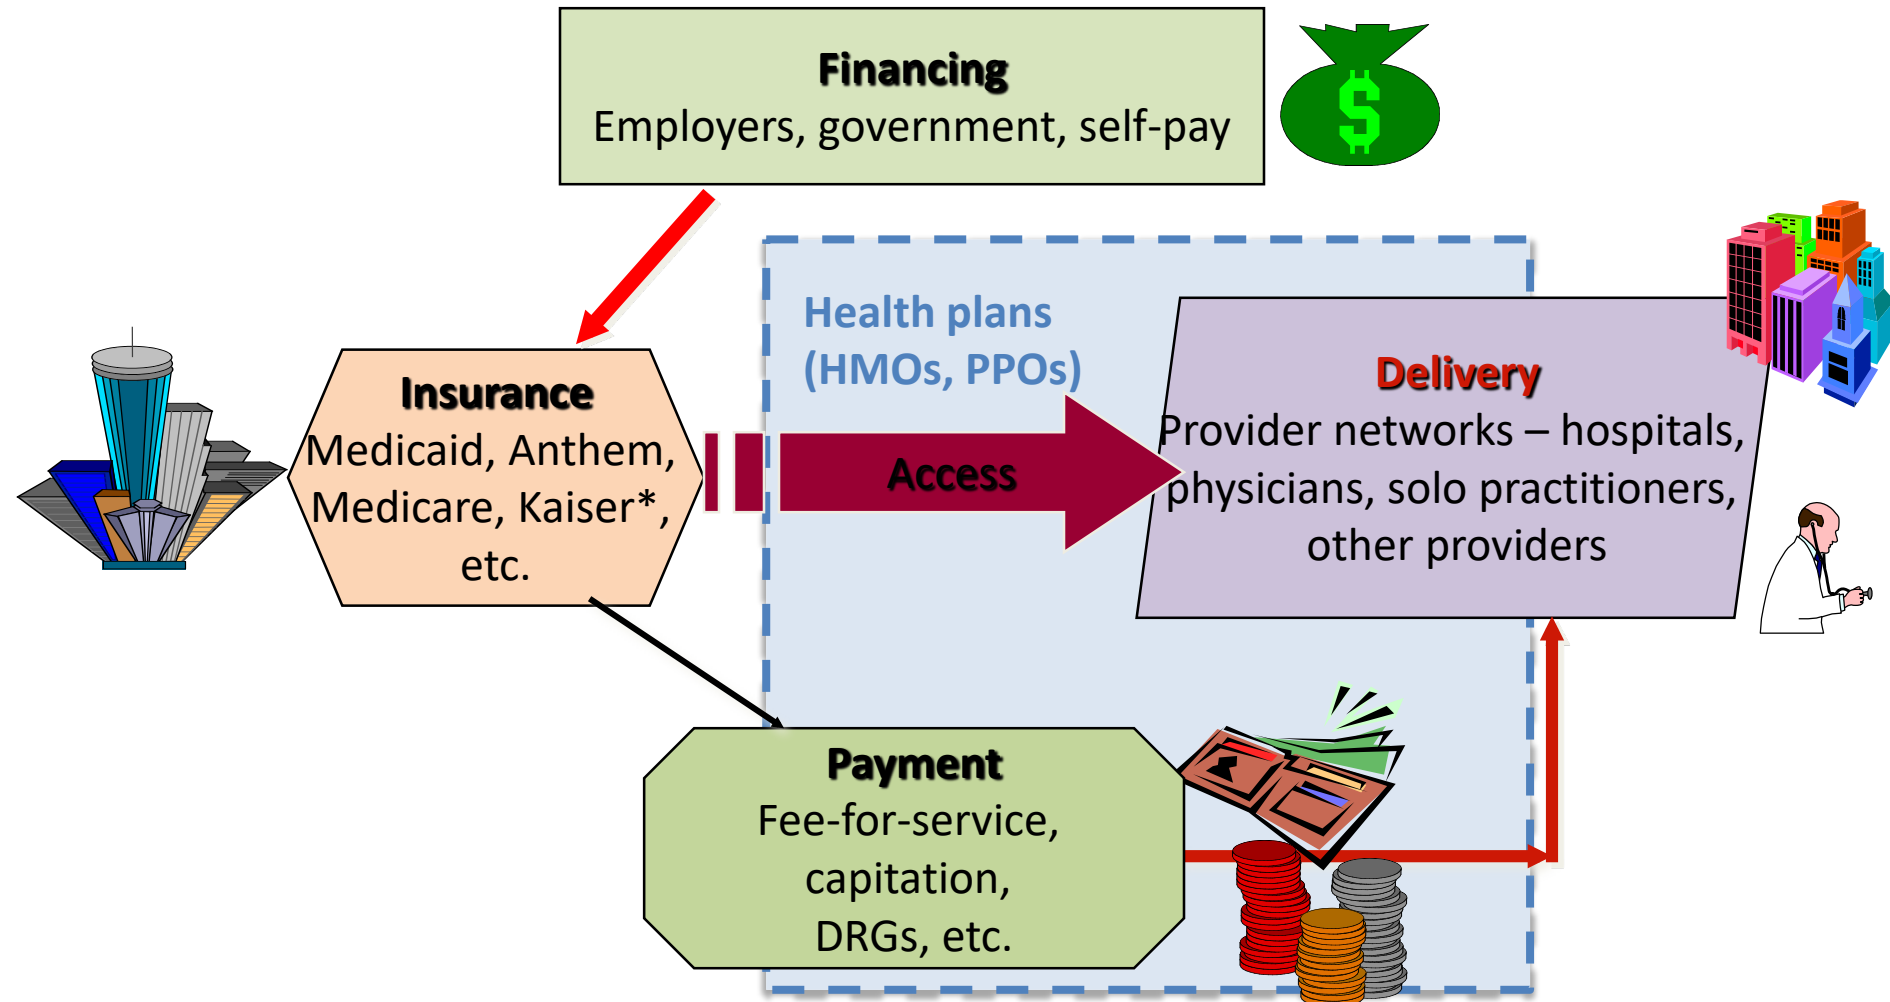 Financing
Employers, government, self-pay
$
Health plans
(HMOs, PPOs)
Insurance
Medicaid, Anthem,
Medicare, Kaiser*,
etc.
Access
Delivery
Provider networks – hospitals,
physicians, solo practitioners,
other providers
Payment
Fee-for-service,
capitation,
DRGs, etc.